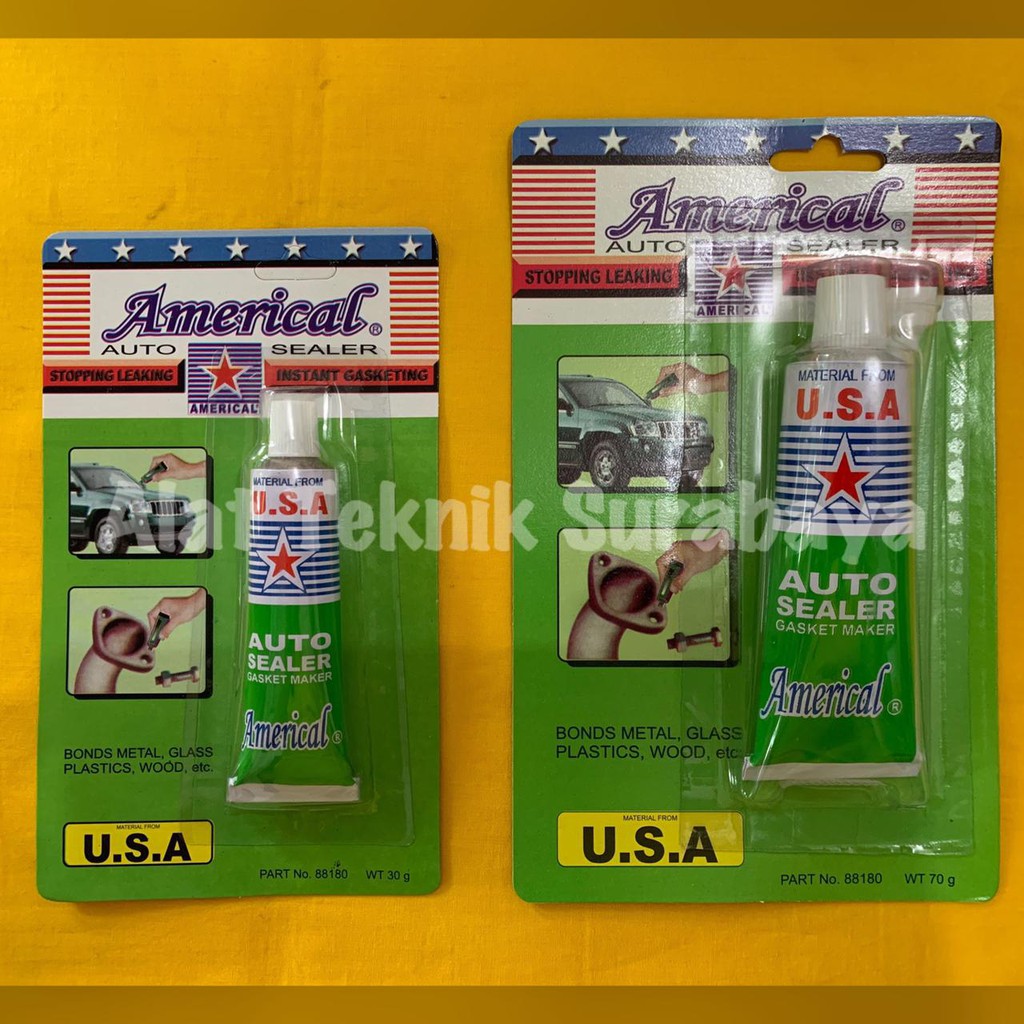 Americal®
AUTO SEALER
STOPPING LEAKING
INSTANT GASKETING
AMERICAL
MATERIAL FROM
U.S.A
AUTO
SEALER
GASKET MAKER
Americal®
BONDS METAL, GLASS
PLASTICS, WOOD, etc.
MATERIAL FROM
U.S.A
PART No. 88180 WT 30 g
Americal®
AUTO SEALER
STOPPING LEAKING
AMERICAL
MATERIAL FROM
U.S.A
AUTO
SEALER
GASKET MAKER
Americal®
BONDS METAL, GLASS
PLASTICS, WOOD, etc.
MATERIAL FROM
U.S.A
PART No. 88180 WT 70 g
Alat Teknik Surabaya